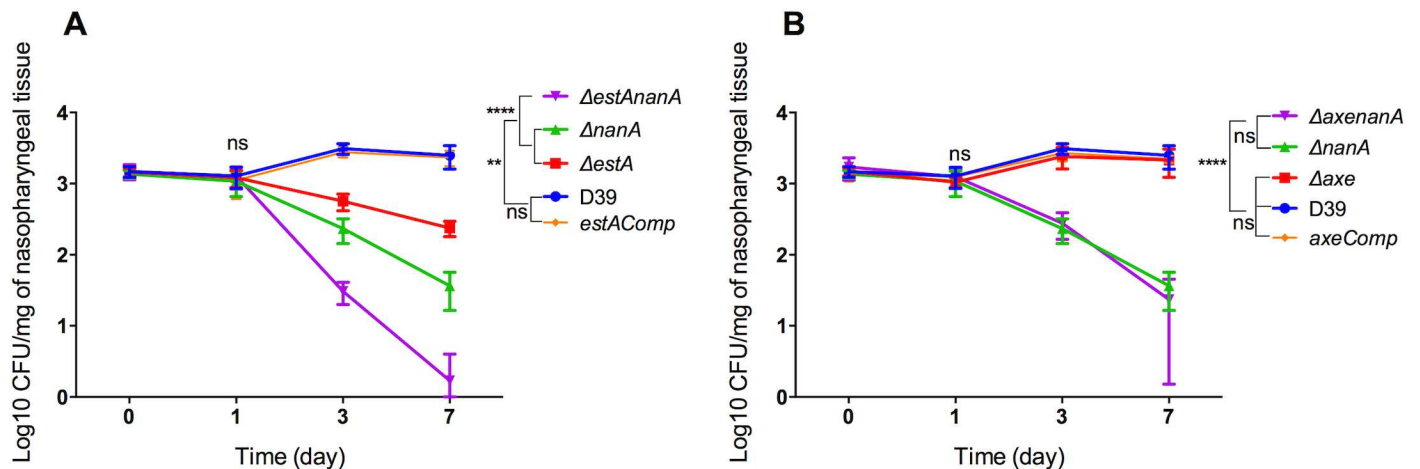 A
Log10 CFU/mg of nasopharyngeal tissue
4
3
2
1
0
ns
0
1
3
7
Time (day)
****
**
ns
ΔestAnanA
ΔnanA
ΔestA
D39
estAComp
B
Log10 CFU/mg of nasopharyngeal tissue
4
3
2
1
0
ns
0
1
3
7
Time (day)
****
ns
ns
ΔaxenanA
ΔnanA
Δaxe
D39
axeComp